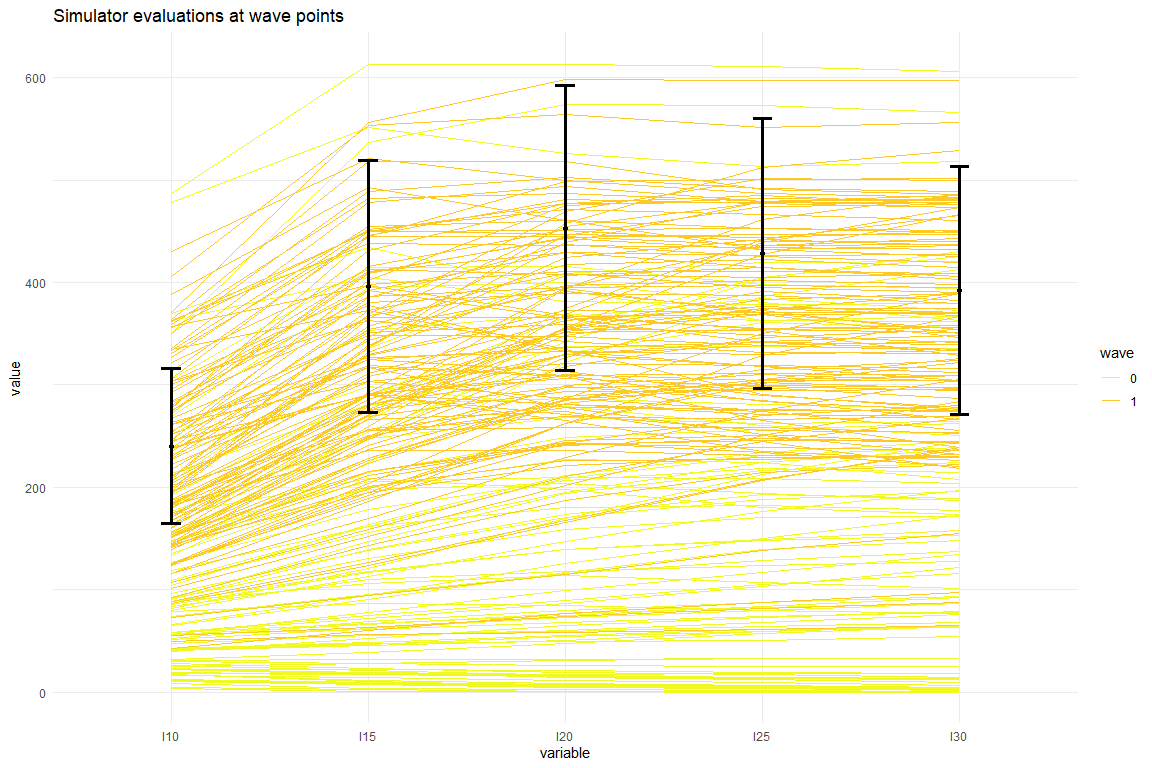 Simulator evaluations at wave points
600
400
200
0
value
I10
I15
I20
I25
I30
variable
wave
0
1